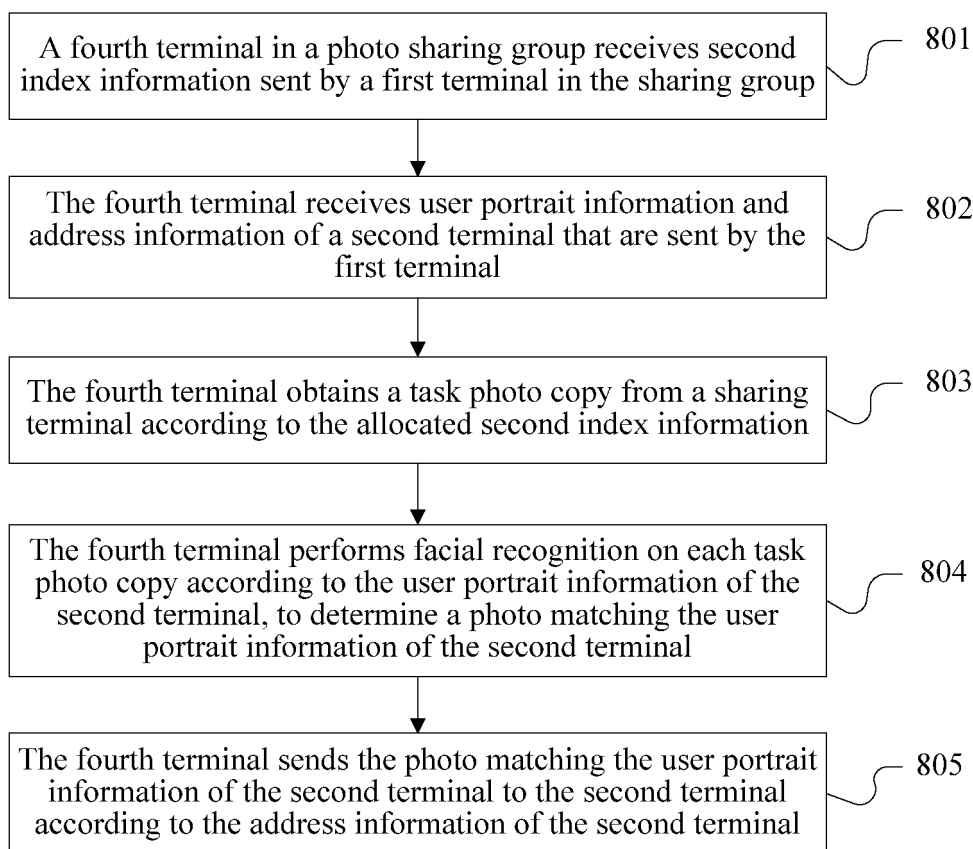 A fourth terminal in a photo sharing group receives second
index information sent by a first terminal in the sharing group
801
The fourth terminal receives user portrait information and
address information of a second terminal that are sent by the
first terminal
802
The fourth terminal obtains a task photo copy from a sharing
terminal according to the allocated second index information
803
The fourth terminal performs facial recognition on each task
photo copy according to the user portrait information of the
second terminal, to determine a photo matching the user
portrait information of the second terminal
804
The fourth terminal sends the photo matching the user portrait
information of the second terminal to the second terminal
according to the address information of the second terminal
805